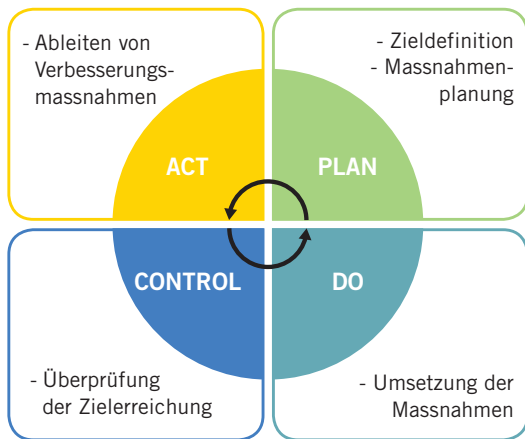 - Ableiten von
Verbesserungs-
massnahmen
- Zieldefinition
- Massnahmen-
planung
ACT
PLAN
CONTROL
DO
- Überprüfung
der Zielerreichung
- Umsetzung der
Massnahmen